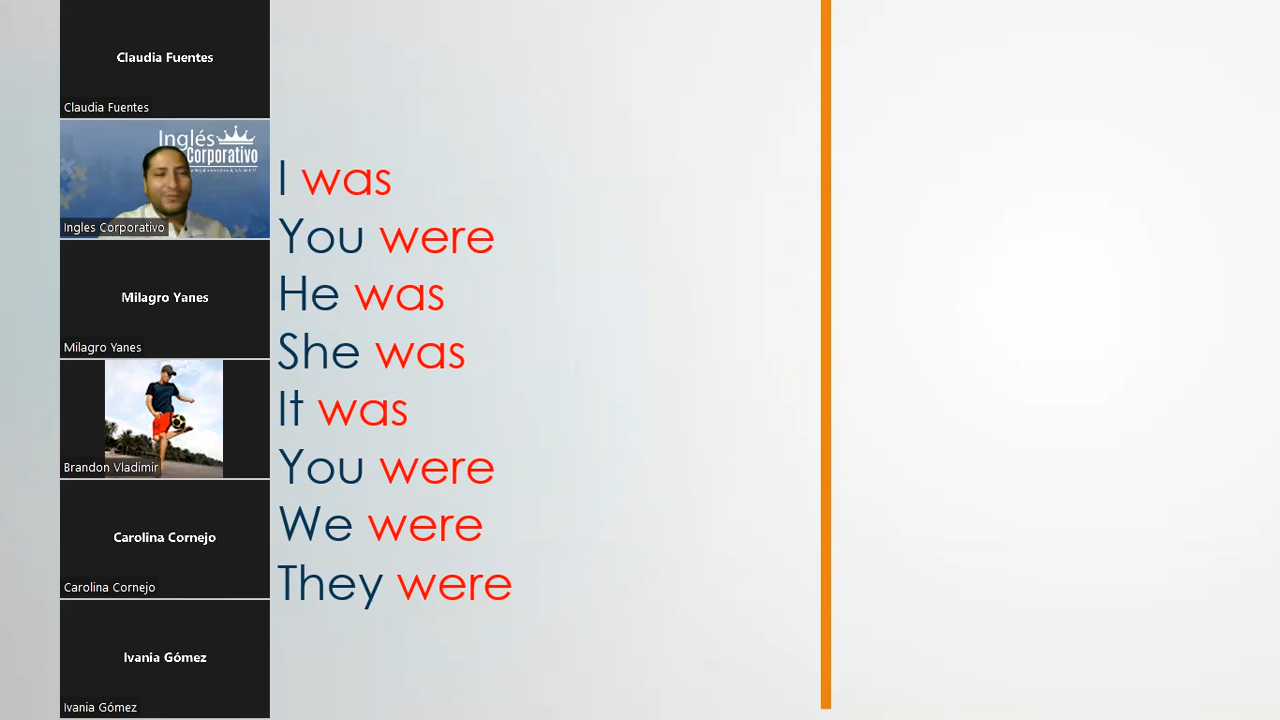 Claudia Fuentes
Claudia Fuentes
Inglés
Corporativo
Ingles Corporativo
Milagro Yanes
Milagro Yanes
Brandon Vladimir
Carolina Cornejo
Carolina Cornejo
Ivania Gómez
Ivania Gómez
I was
You were
He was
She was
It was
You were
We were
They were